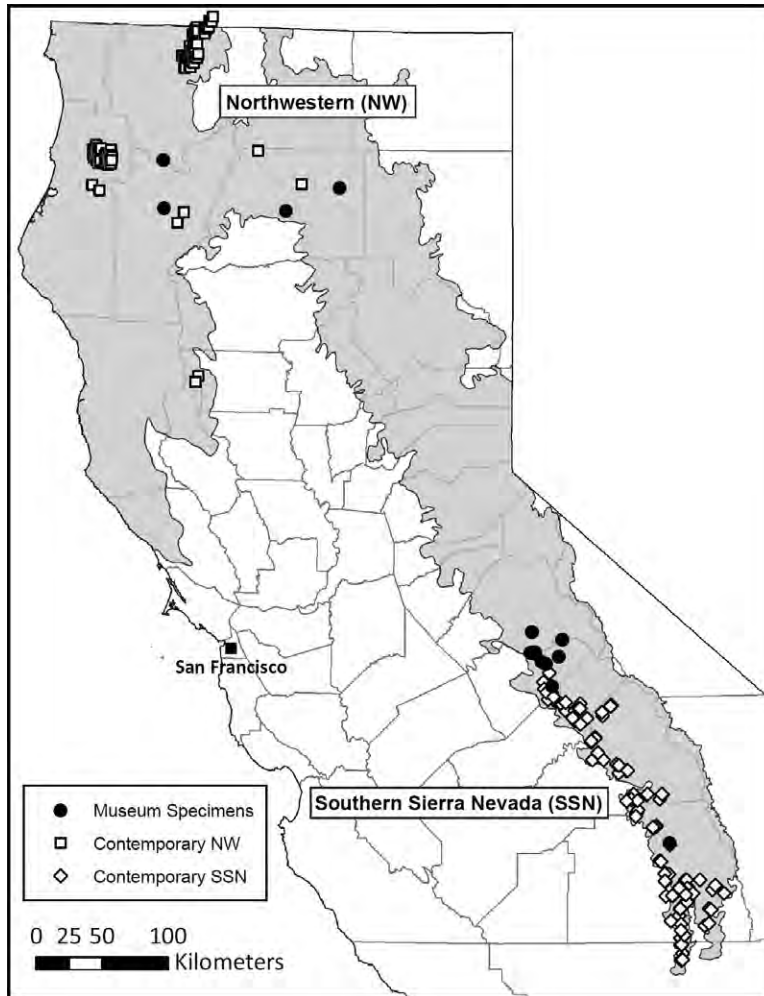 Northwestern (NW)
San Francisco
Southern Sierra Nevada (SSN)
Museum Specimens
Contemporary NW
Contemporary SSN
0 25 50 100
Kilometers